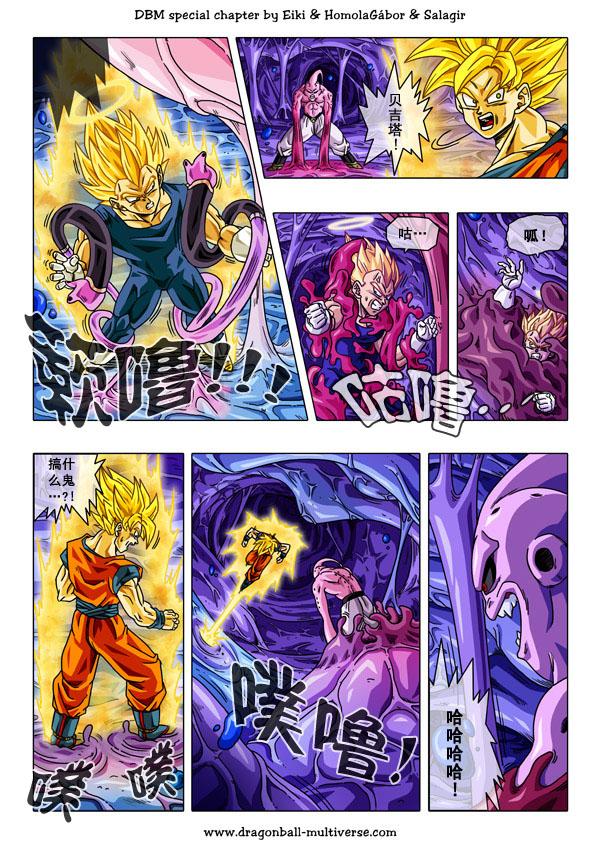 DBM special chapter by Eiki & HomolaGábor & Salagir
软噜!!!
贝吉塔！
咕…
呱！
咕噜…
搞什
么鬼
…?!
噗
噗
噗噜!
哈哈哈哈！
www.dragonball-multiverse.com